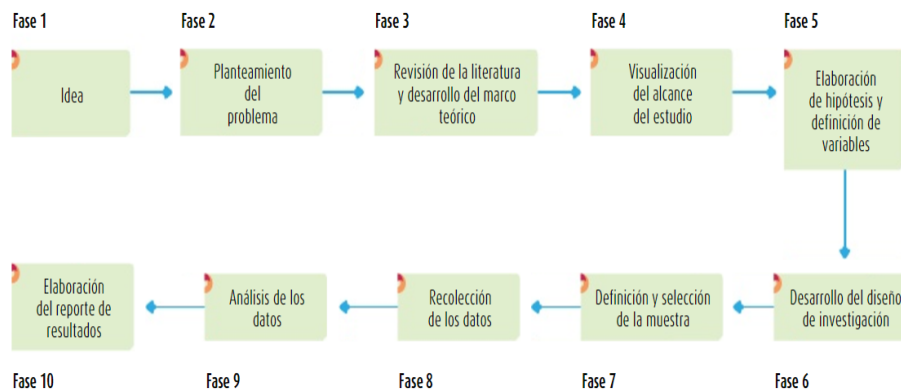 Fase 1
Idea
Fase 2
Planteamiento
del
problema
Fase 3
Revisión de la literatura
y desarrollo del marco
teórico
Fase 4
Visualización
del alcance
del estudio
Fase 5
Elaboración
de hipótesis y
definición de
variables
Desarrollo del diseño
de investigación
Fase 6
Definición y selección
de la muestra
Fase 7
Recolección
de los datos
Fase 8
Análisis de los
datos
Fase 9
Elaboración
del reporte de
resultados
Fase 10